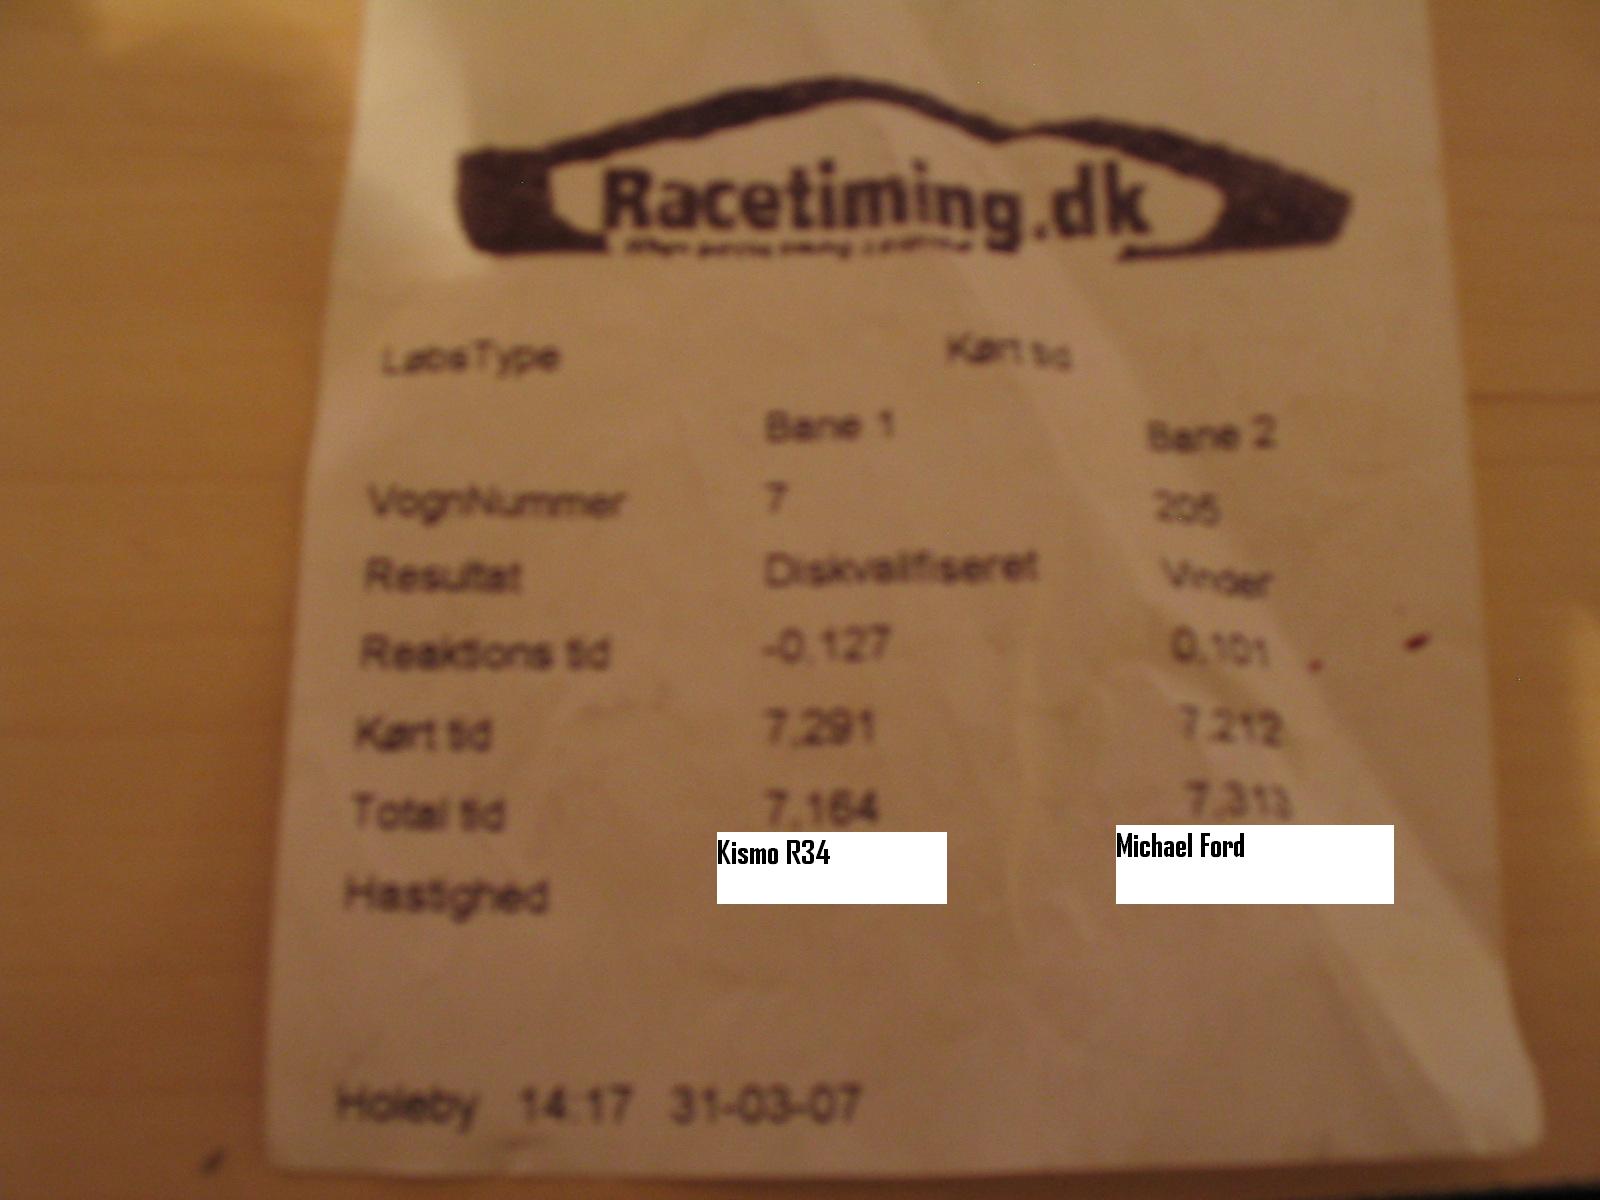 Racetiming.dk
LøbsType Kørt tid
Bane 1 Bane 2
VognNummer 7 205
Resultat Diskvalifiseret Vinder
Reaktions tid -0,127 0,101
Kørt tid 7,291 7,212
Total tid 7,164 7,313
Kismo R34 Michael Ford
Hastighed
Holeby 14:17 31-03-07